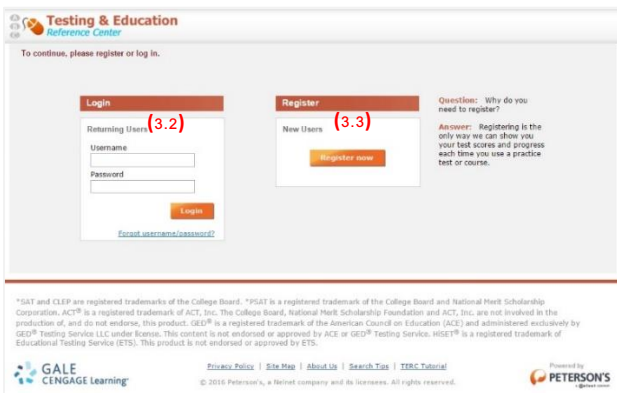 Testing & Education
Reference Center
To continue, please register or log in.
Login
Returning Users (3.2)
Username
Password
Login
Forgot username/password?
Register
New Users (3.3)
Register now
Question: Why do you
need to register?
Answer: Registering is the
only way we can show you
your test scores and progress
each time you use a practice
test or course.
*SAT and CLEP are registered trademarks of the College Board. *PSAT is a registered trademark of the College Board and National Merit Scholarship
Corporation. ACT® is a registered trademark of ACT, Inc. The College Board, National Merit Scholarship Foundation and ACT, Inc. are not involved in the
production of, and do not endorse, this product. GED® is a registered trademark of the American Council on Education (ACE) and administered exclusively by
GED® Testing Service LLC under license. This content is not endorsed or approved by ACE or GED® Testing Service. HiSET® is a registered trademark of
Educational Testing Service (ETS). This product is not endorsed or approved by ETS.
GALE
CENGAGE Learning
Privacy Policy | Site Map | About Us | Search Tips | TERC Tutorial
© 2016 Peterson's, a Nelnet company and its licensees. All rights reserved.
Powered by
PETERSON'S